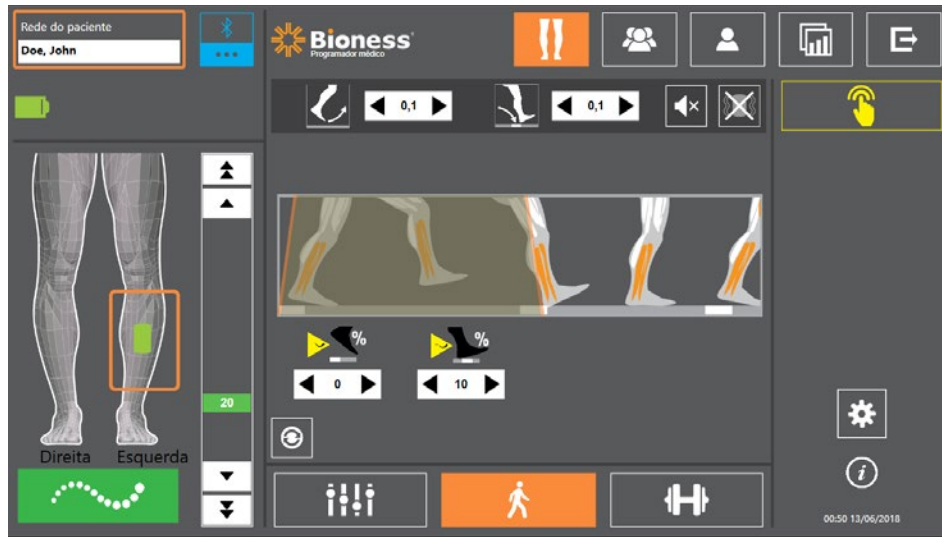 Rede do paciente
Doe, John
Bioness
Programador médico
0,1
0,1
%
%
0
10
20
Direita Esquerda
i
00:50 13/06/2018